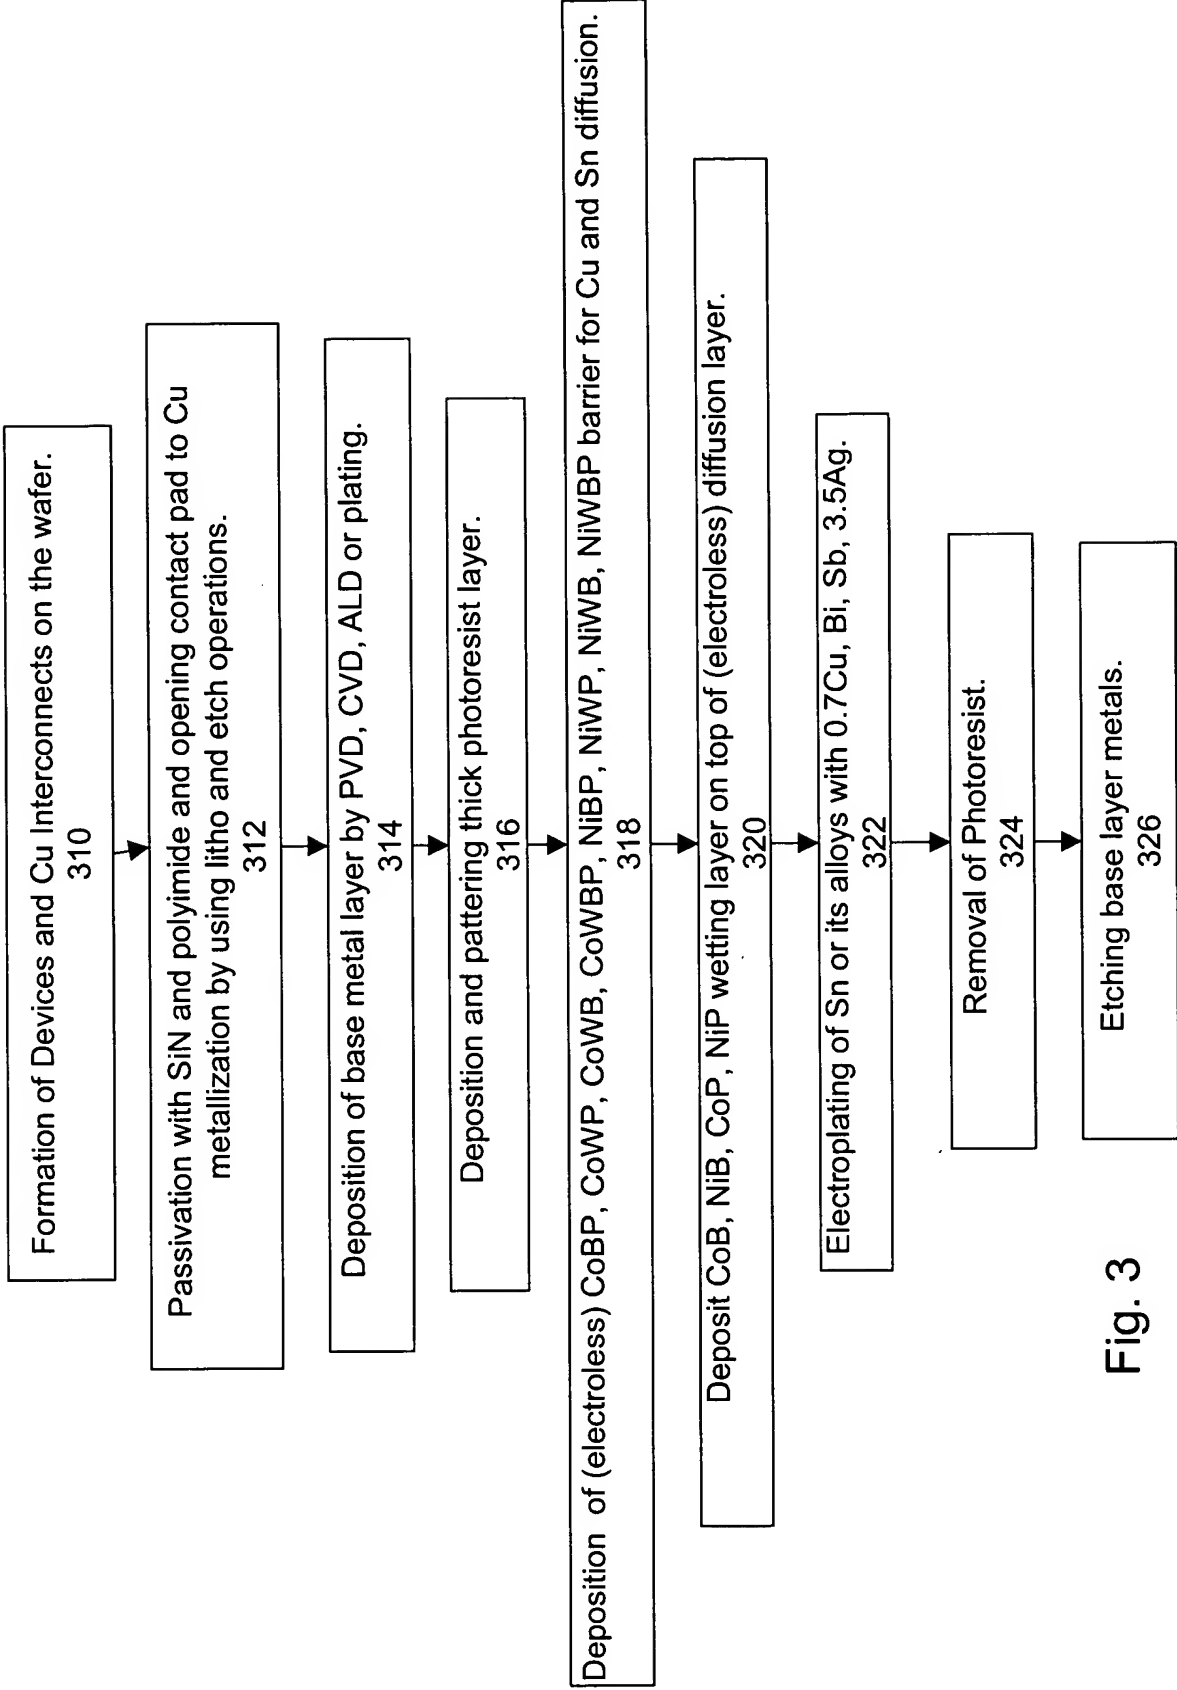 Formation of Devices and Cu Interconnects on the wafer.
310
Passivation with SiN and polyimide and opening contact pad to Cu
metallization by using litho and etch operations.
312
Deposition of base metal layer by PVD, CVD, ALD or plating.
314
Deposition and pattering thick photoresist layer.
316
Deposition of (electroless) CoBP, CoWP, CoWB, CoWBP, NiBP, NiWP, NiWB, NiWBP barrier for Cu and Sn diffusion.
318
Deposit CoB, NiB, CoP, NiP wetting layer on top of (electroless) diffusion layer.
320
Electroplating of Sn or its alloys with 0.7Cu, Bi, Sb, 3.5Ag.
322
Removal of Photoresist.
324
Etching base layer metals.
326
Fig. 3